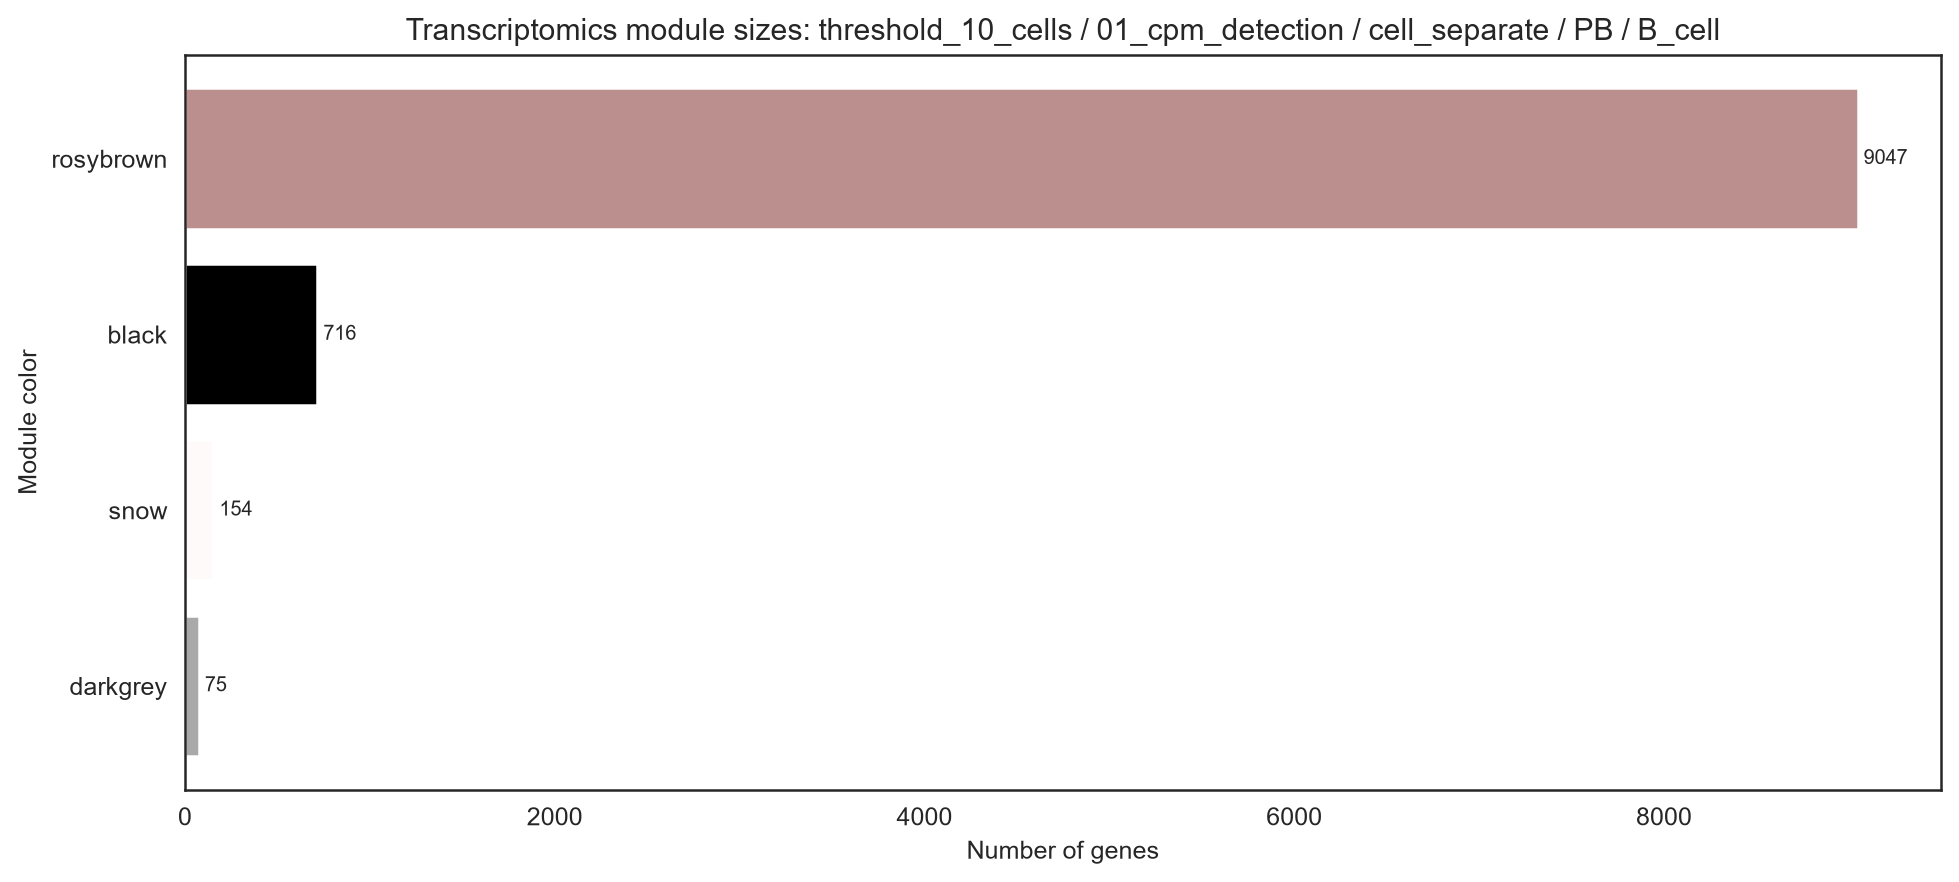 Transcriptomics module sizes: threshold_10_cells / 01_cpm_detection / cell_separate / PB / B_cell
rosybrown
9047
black
716
snow
154
darkgrey
75
Module color
0 2000 4000 6000 8000
Number of genes